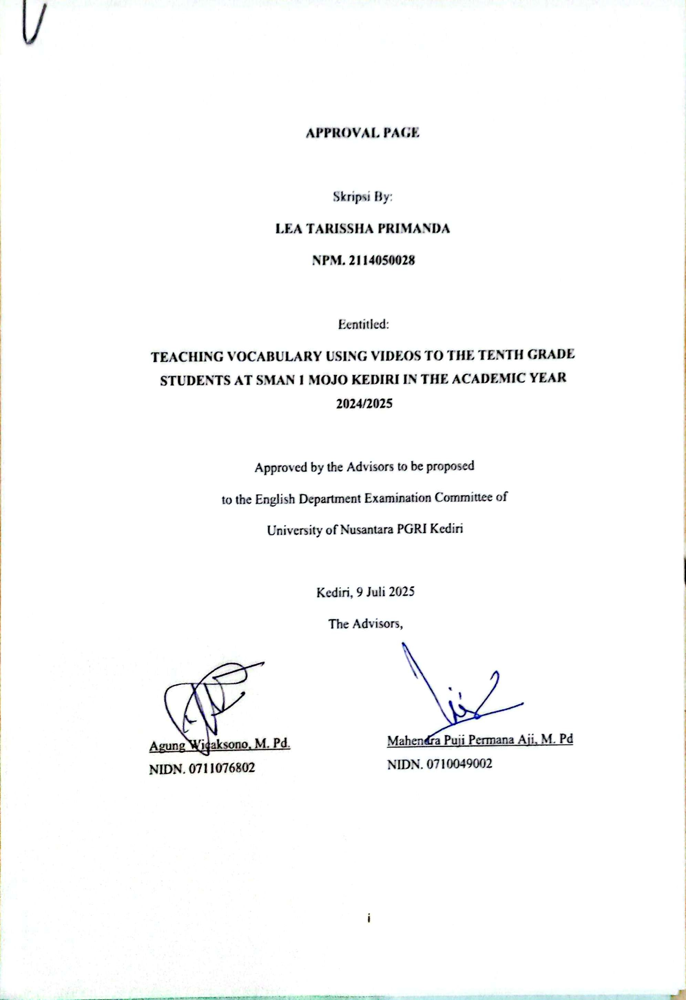 APPROVAL PAGE
Skripsi By:
LEA TARISSHA PRIMANDA
NPM. 2114050028
Eentitled:
TEACHING VOCABULARY USING VIDEOS TO THE TENTH GRADE
STUDENTS AT SMAN 1 MOJO KEDIRI IN THE ACADEMIC YEAR
2024/2025
Approved by the Advisors to be proposed
to the English Department Examination Committee of
University of Nusantara PGRI Kediri
Kediri, 9 Juli 2025
The Advisors,
Agung Wicaksono, M. Pd.
NIDN. 0711076802
Mahendra Puji Permana Aji, M. Pd
NIDN. 0710049002
i